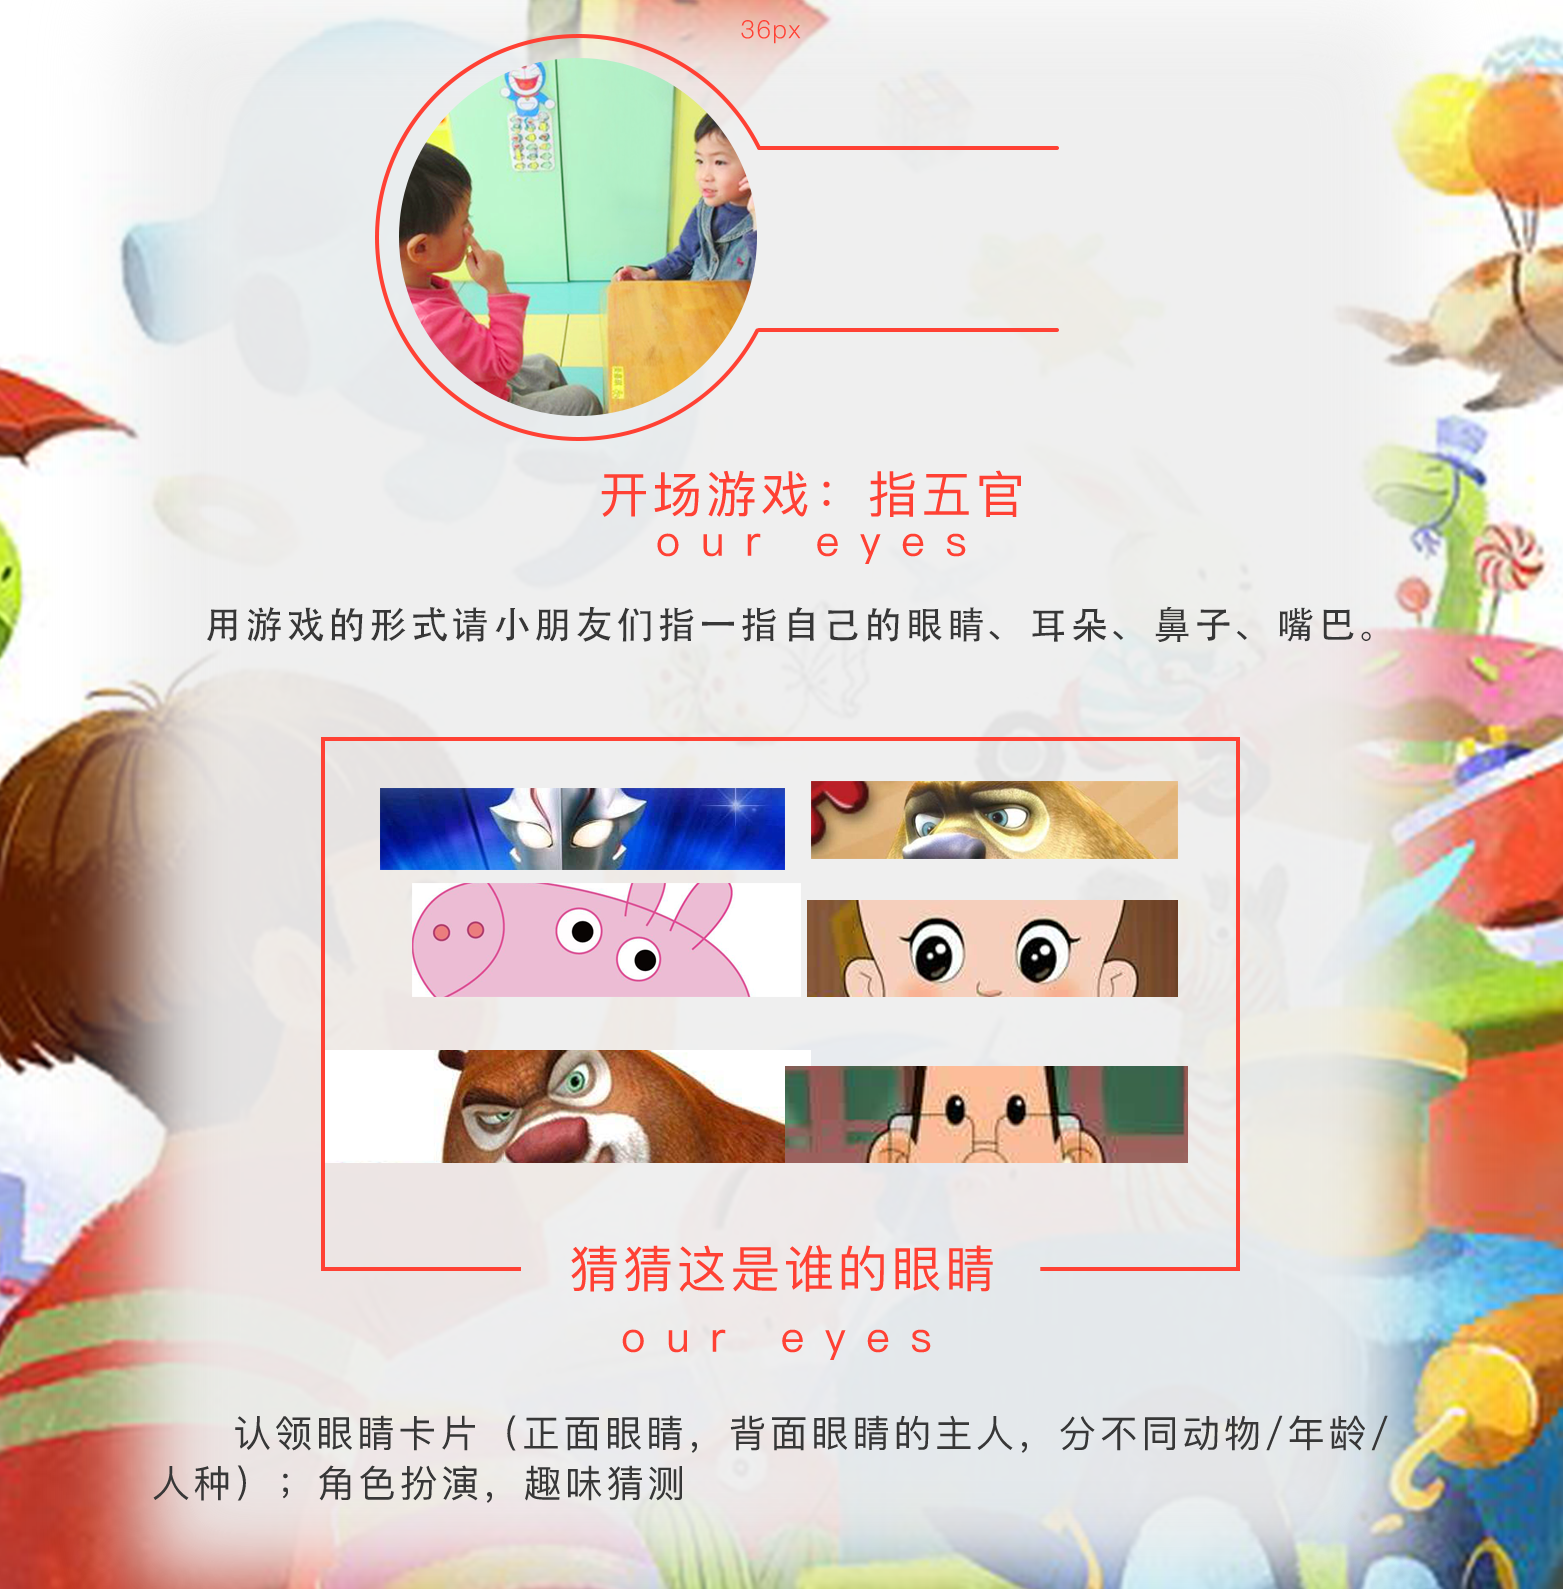 36px
开场游戏：指五官
our eyes
用游戏的形式请小朋友们指一指自己的眼睛、耳朵、鼻子、嘴巴。
猜猜这是谁的眼睛
our eyes
认领眼睛卡片（正面眼睛，背面眼睛的主人，分不同动物/年龄/
人种）；角色扮演，趣味猜测